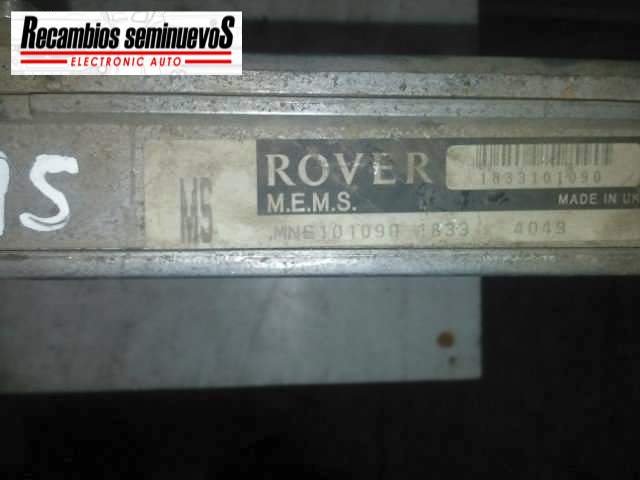 Recambios seminuevoS
ELECTRONIC AUTO
ROVER
1833101090
M.E.M.S.
MADE IN UK
MS
MNE101090 1833 4049